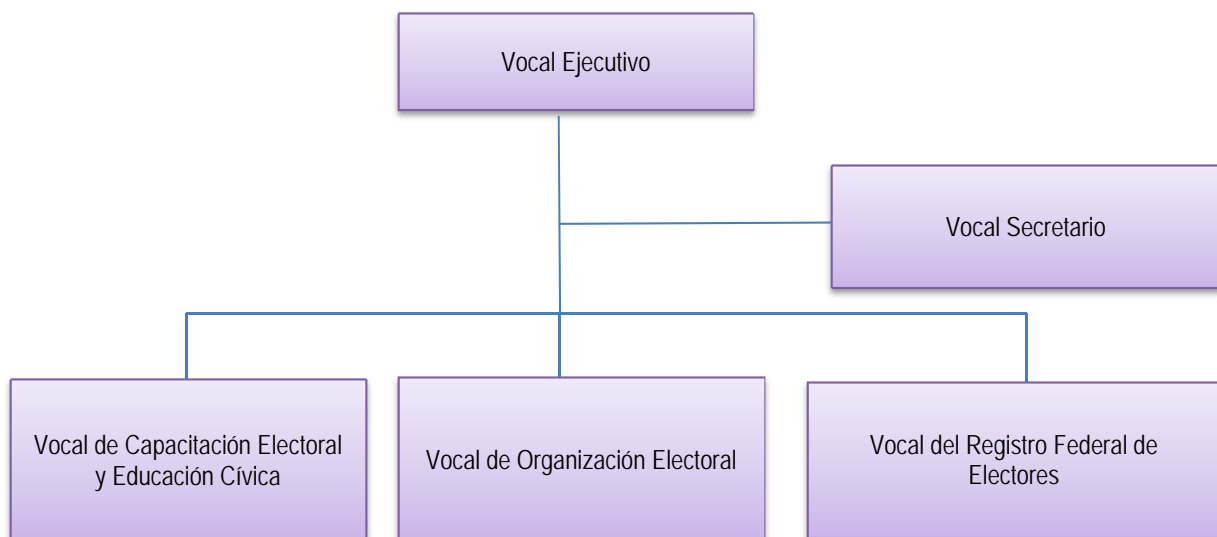 Vocal Ejecutivo
Vocal Secretario
Vocal de Capacitación Electoral
y Educación Cívica
Vocal de Organización Electoral
Vocal del Registro Federal de
Electores